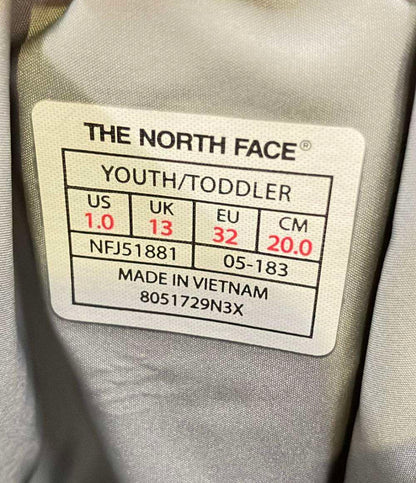 THE NORTH FACE®
YOUTH/TODDLER
US UK EU CM
1.0 13 32 20.0
NFJ51881 05-183
MADE IN VIETNAM
8051729N3X